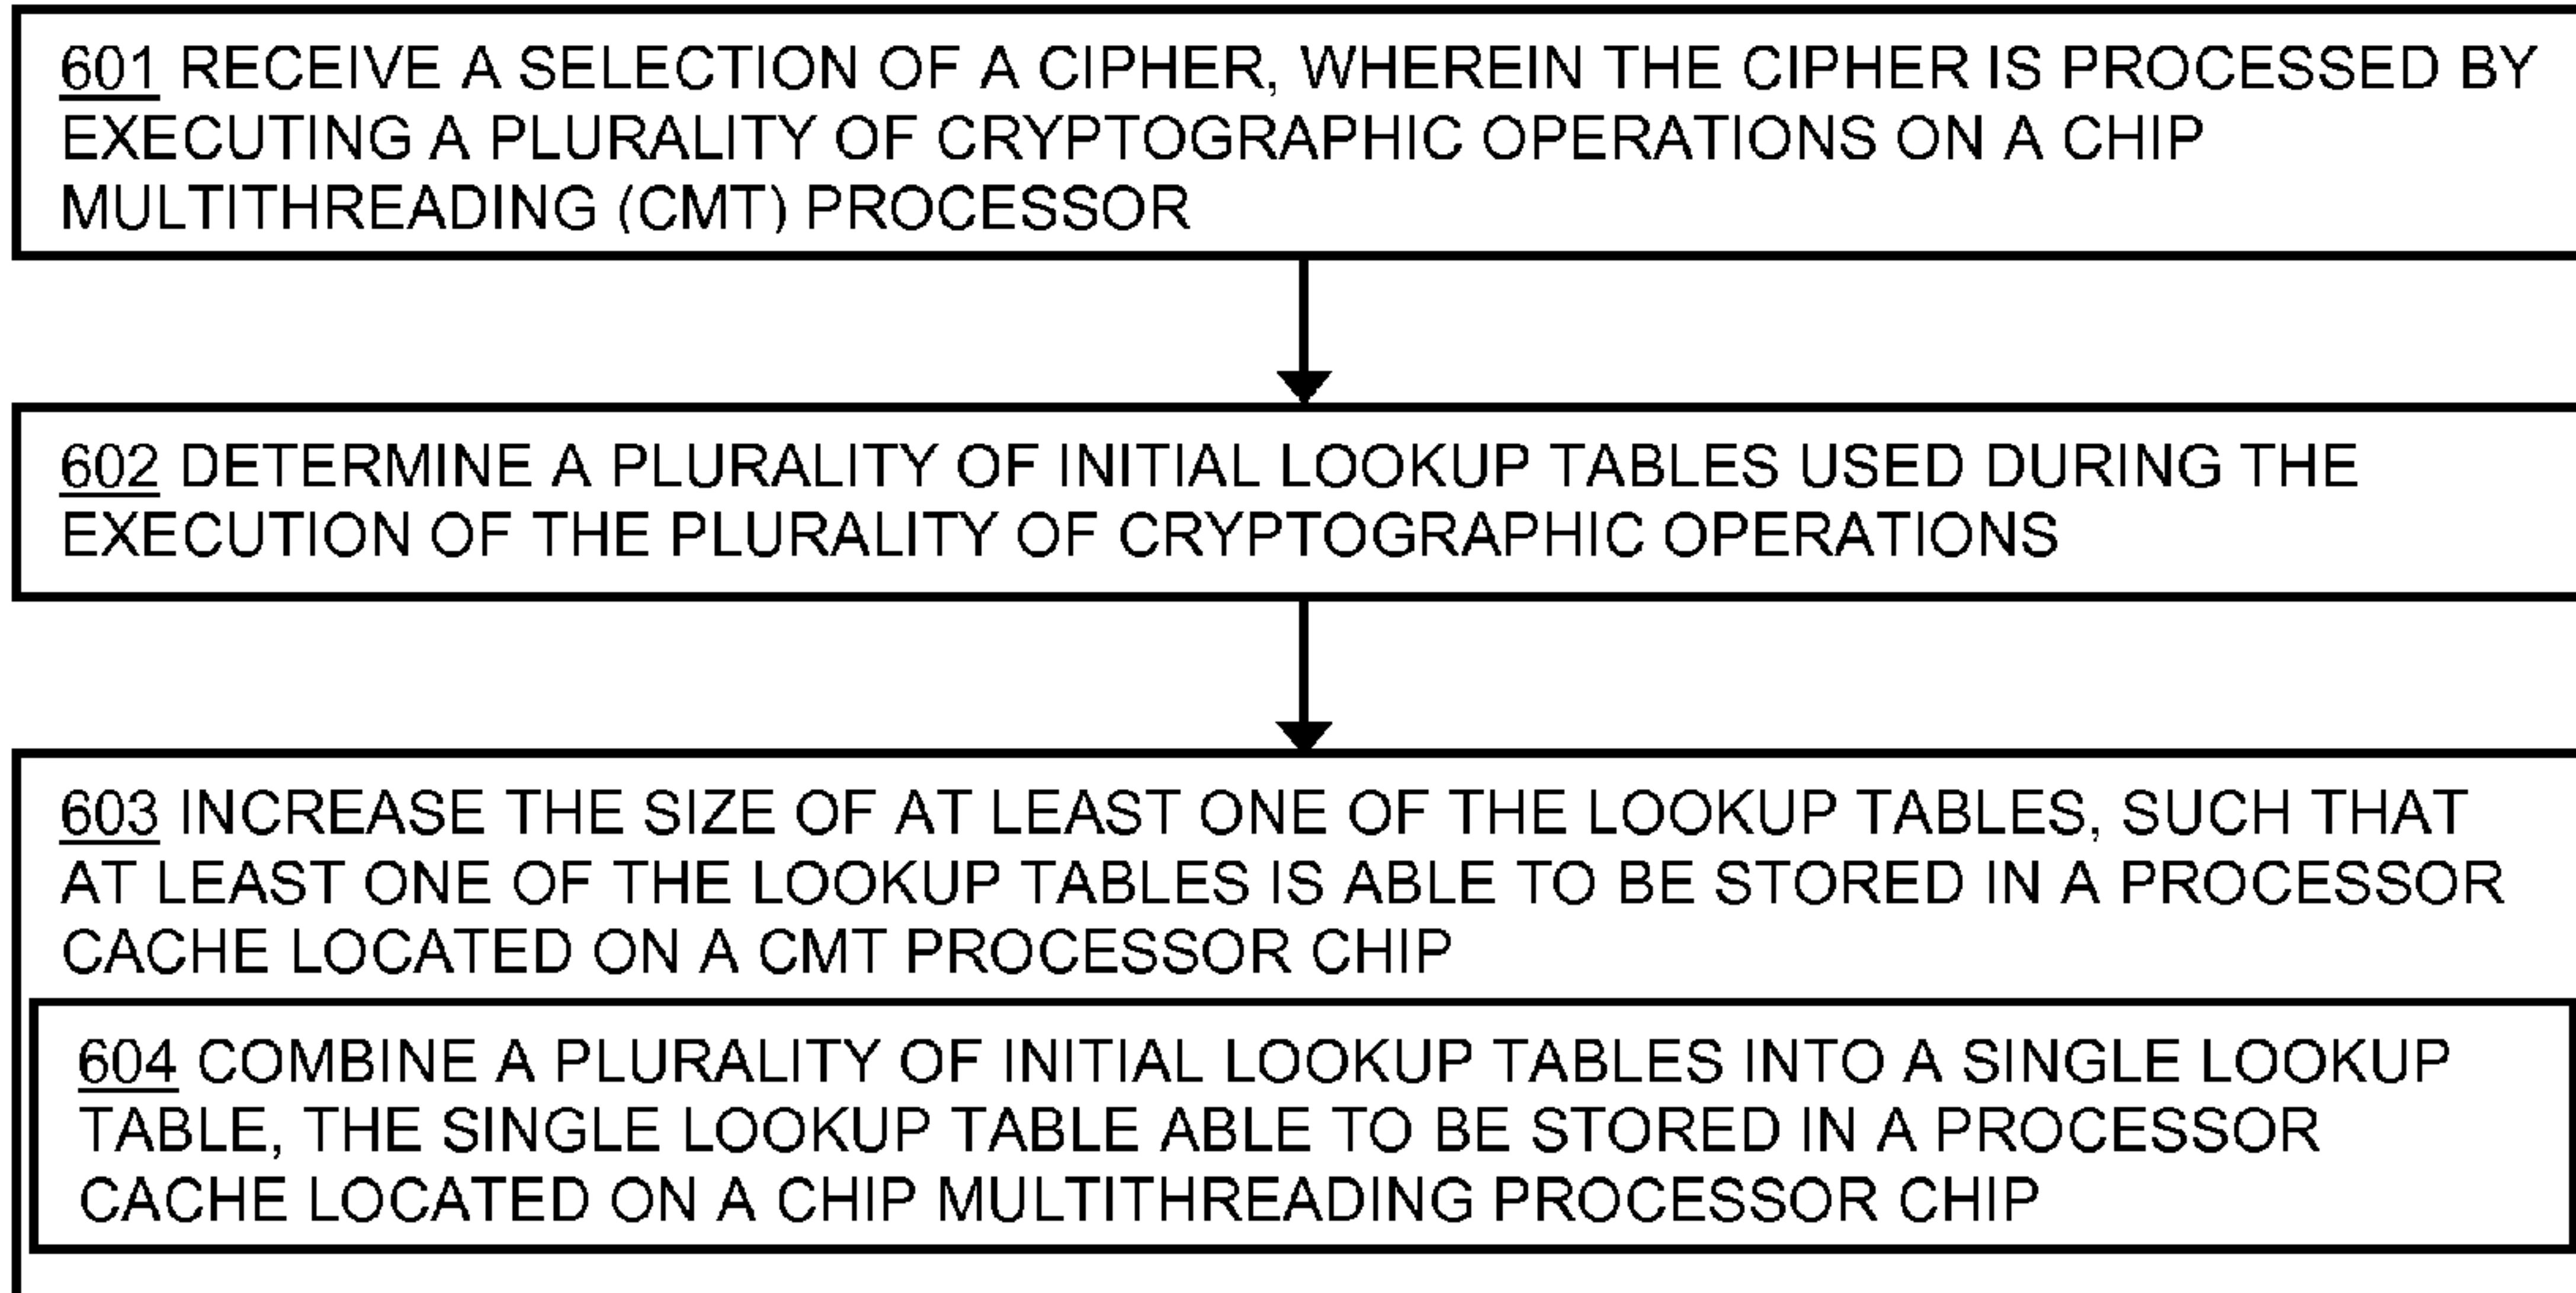 601 RECEIVE A SELECTION OF A CIPHER, WHEREIN THE CIPHER IS PROCESSED BY
EXECUTING A PLURALITY OF CRYPTOGRAPHIC OPERATIONS ON A CHIP
MULTITHREADING (CMT) PROCESSOR
602 DETERMINE A PLURALITY OF INITIAL LOOKUP TABLES USED DURING THE
EXECUTION OF THE PLURALITY OF CRYPTOGRAPHIC OPERATIONS
603 INCREASE THE SIZE OF AT LEAST ONE OF THE LOOKUP TABLES, SUCH THAT
AT LEAST ONE OF THE LOOKUP TABLES IS ABLE TO BE STORED IN A PROCESSOR
CACHE LOCATED ON A CMT PROCESSOR CHIP
604 COMBINE A PLURALITY OF INITIAL LOOKUP TABLES INTO A SINGLE LOOKUP
TABLE, THE SINGLE LOOKUP TABLE ABLE TO BE STORED IN A PROCESSOR
CACHE LOCATED ON A CHIP MULTITHREADING PROCESSOR CHIP